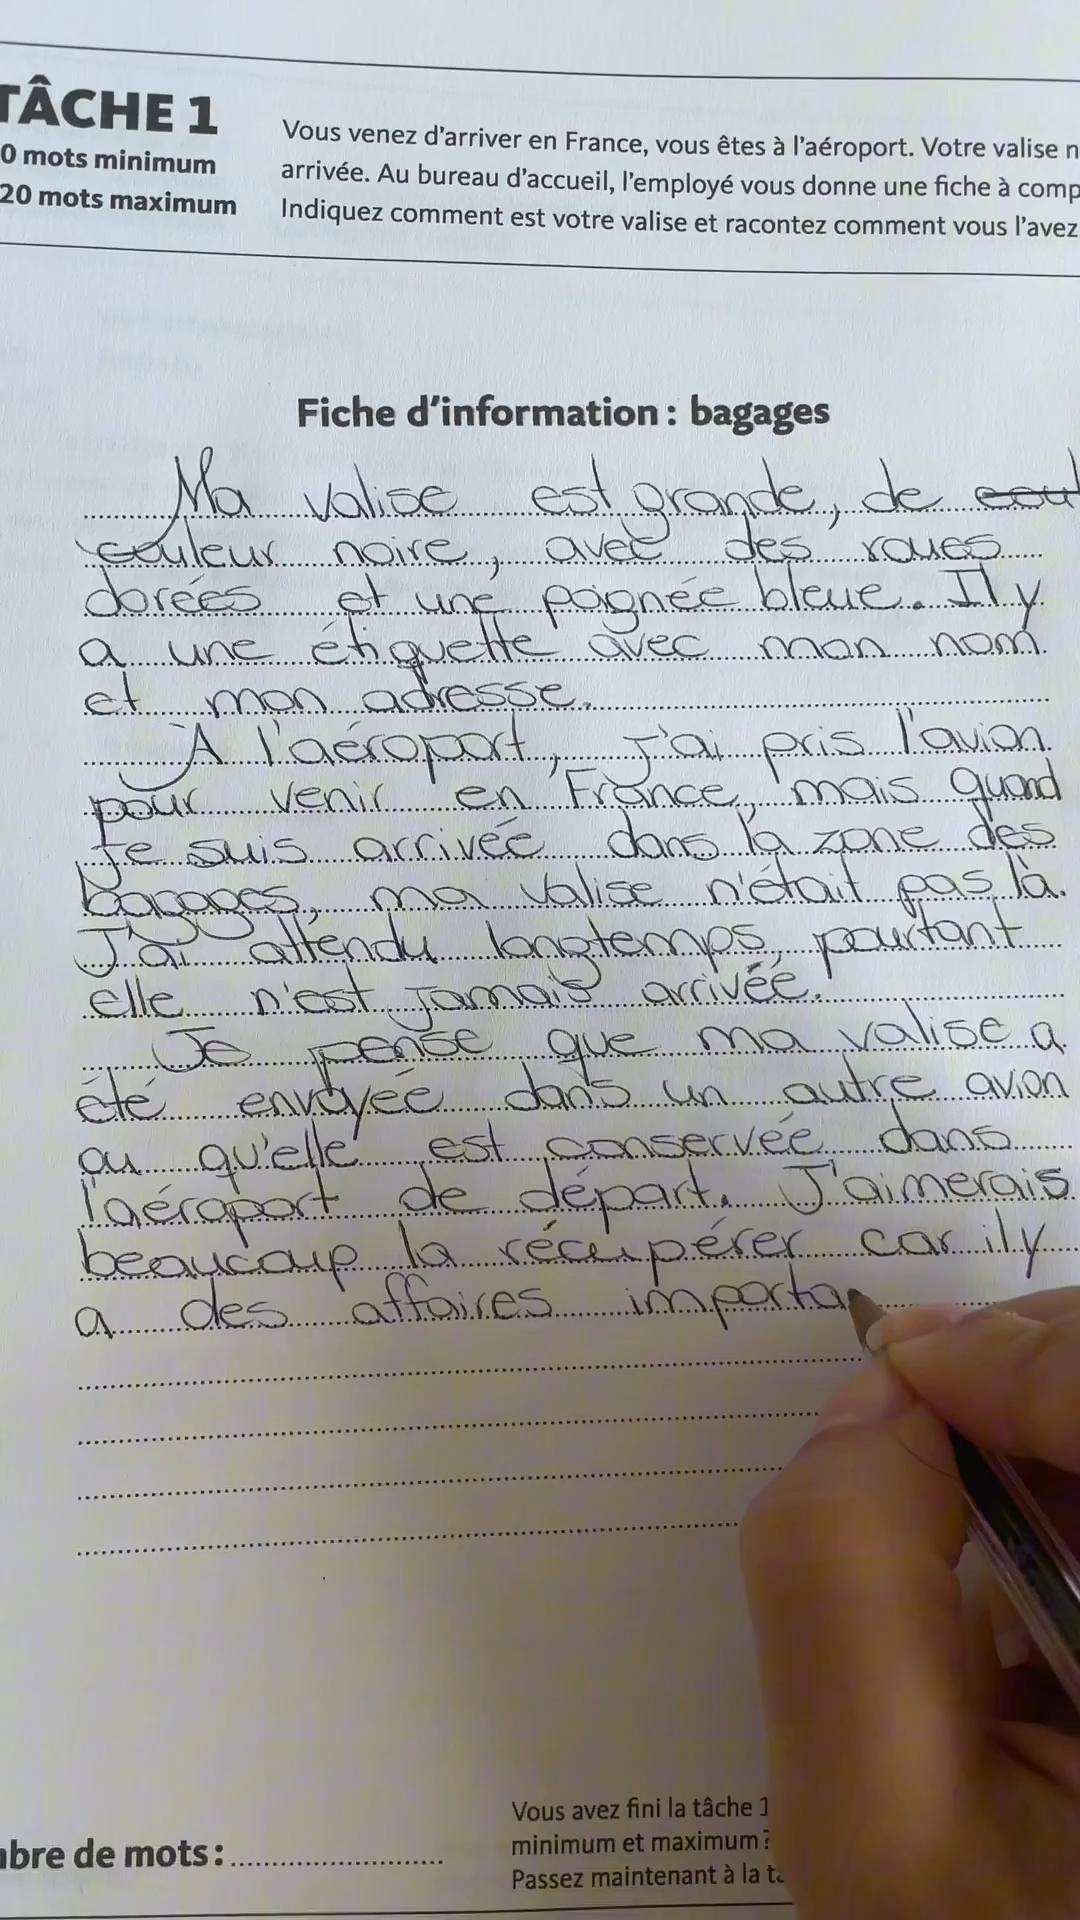 TÂCHE 1
0 mots minimum
20 mots maximum
Vous venez d'arriver en France, vous êtes à l'aéroport. Votre valise n
arrivée. Au bureau d'accueil, l'employé vous donne une fiche à comp
Indiquez comment est votre valise et racontez comment vous l'avez
Fiche d'information : bagages
Ma valise est grande, de coul
couleur noire, avec des roues
dorées et une poignée bleue. Il y
a une étiquette avec mon nom
et mon adresse.
À l'aéroport, j'ai pris l'avion
pour venir en France, mais quand
je suis arrivée dans la zone des
bagages, ma valise n'était pas là.
J'ai attendu longtemps, pourtant
elle n'est jamais arrivée.
Je pense que ma valise a
été envoyée dans un autre avion
ou qu'elle est conservée dans
l'aéroport de départ. J'aimerais
beaucoup la récupérer car il y
a des affaires importa
mbre de mots :
Vous avez fini la tâche 1
minimum et maximum ?
Passez maintenant à la ta